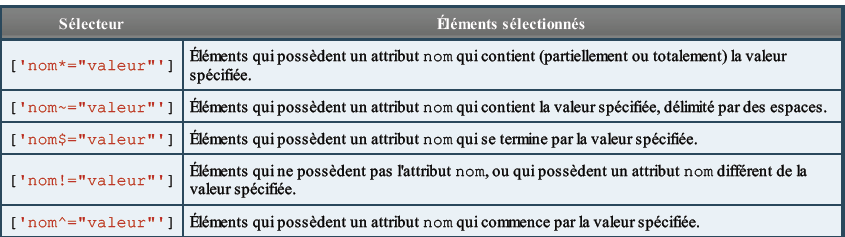 Sélecteur Éléments sélectionnés
['nom*="valeur"'] Éléments qui possèdent un attribut nom qui contient (partiellement ou totalement) la valeur
spécifiée.
['nom~="valeur"'] Éléments qui possèdent un attribut nom qui contient la valeur spécifiée, délimité par des espaces.
['nom$="valeur"'] Éléments qui possèdent un attribut nom qui se termine par la valeur spécifiée.
['nom!="valeur"'] Éléments qui ne possèdent pas l'attribut nom, ou qui possèdent un attribut nom différent de la
valeur spécifiée.
['nom^="valeur"'] Éléments qui possèdent un attribut nom qui commence par la valeur spécifiée.